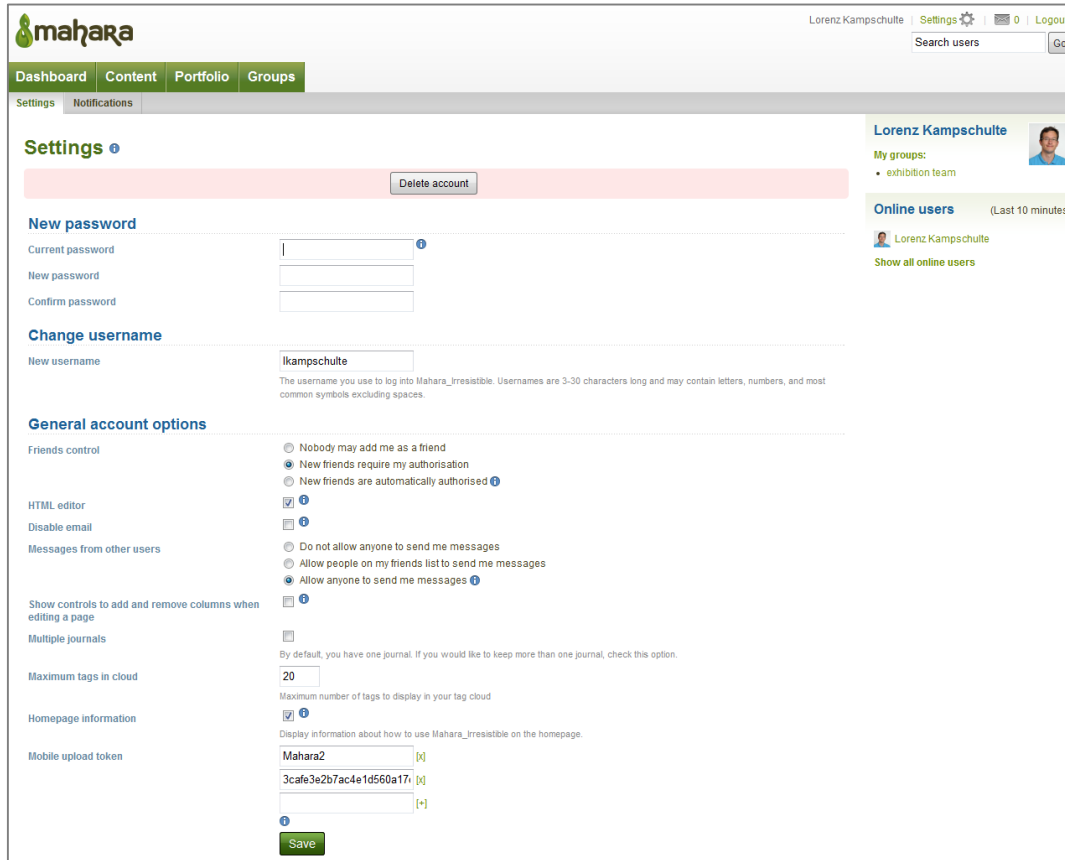 mahara
Lorenz Kampschulte | Settings | 0 | Logou
Search users Go
Dashboard Content Portfolio Groups
Settings Notifications
Settings
Delete account
New password
Current password
New password
Confirm password
Change username
New username lkampschulte
The username you use to log into Mahara_Irresistible. Usernames are 3-30 characters long and may contain letters, numbers, and most
common symbols excluding spaces.
General account options
Friends control Nobody may add me as a friend
New friends require my authorisation
New friends are automatically authorised
HTML editor
Disable email
Messages from other users Do not allow anyone to send me messages
Allow people on my friends list to send me messages
Allow anyone to send me messages
Show controls to add and remove columns when
editing a page
Multiple journals
By default, you have one journal. If you would like to keep more than one journal, check this option.
Maximum tags in cloud 20
Maximum number of tags to display in your tag cloud
Homepage information
Display information about how to use Mahara_Irresistible on the homepage.
Mobile upload token Mahara2 [x]
3cafe3e2b7ac4e1d560a17 [x]
[+]
Save
Lorenz Kampschulte
My groups:
• exhibition team
Online users (Last 10 minutes
Lorenz Kampschulte
Show all online users